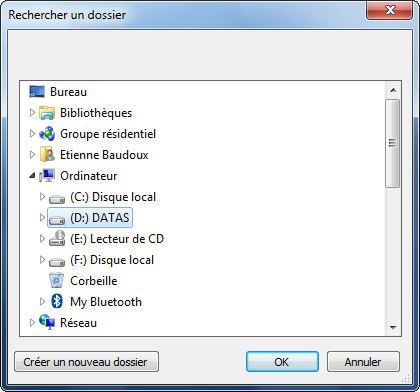 Rechercher un dossier
Bureau
Bibliothèques
Groupe résidentiel
Etienne Baudoux
Ordinateur
(C:) Disque local
(D:) DATAS
(E:) Lecteur de CD
(F:) Disque local
Corbeille
My Bluetooth
Réseau
Créer un nouveau dossier
OK
Annuler